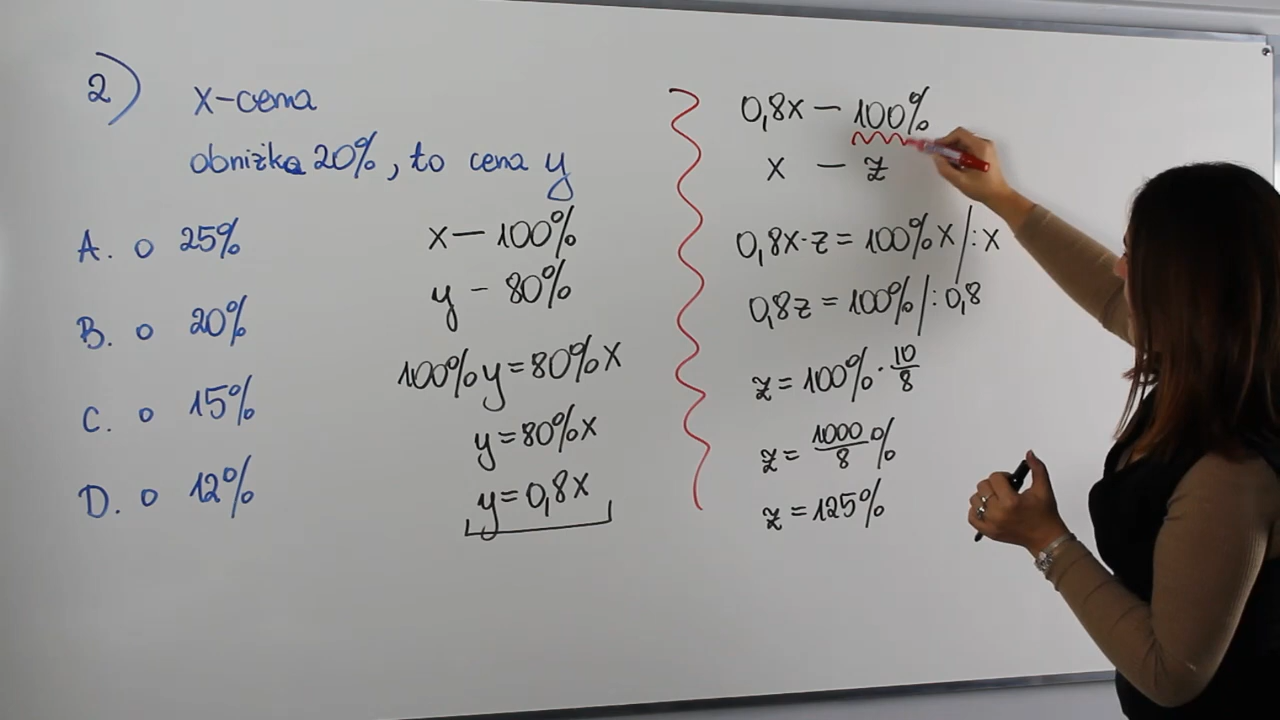 2)
x-cena
obniżka 20%, to cena y
A. o 25%
B. o 20%
C. o 15%
D. o 12%
x — 100%
y - 80%
100%y = 80%x
y = 80%x
y = 0,8x
0,8x — 100%
x — z
0,8x·z = 100%x /:x
0,8z = 100% /:0,8
z = 100% · 10/8
z = 1000/8 %
z = 125%